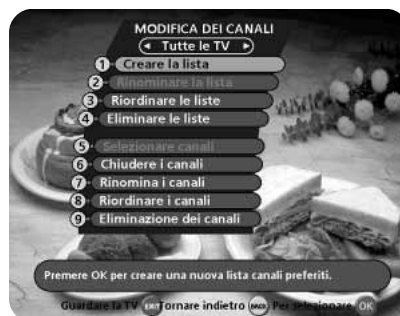 MODIFICA DEI CANALI
Tutte le TV
1 Creare la lista
2 Rinominare la lista
3 Riordinare le liste
4 Eliminare le liste
5 Selezionare canali
6 Chiudere i canali
7 Rinomina i canali
8 Riordinare i canali
9 Eliminazione dei canali
Premere OK per creare una nuova lista canali preferiti.
Guardare la TV EXIT Tornare indietro BACK Per selezionare OK